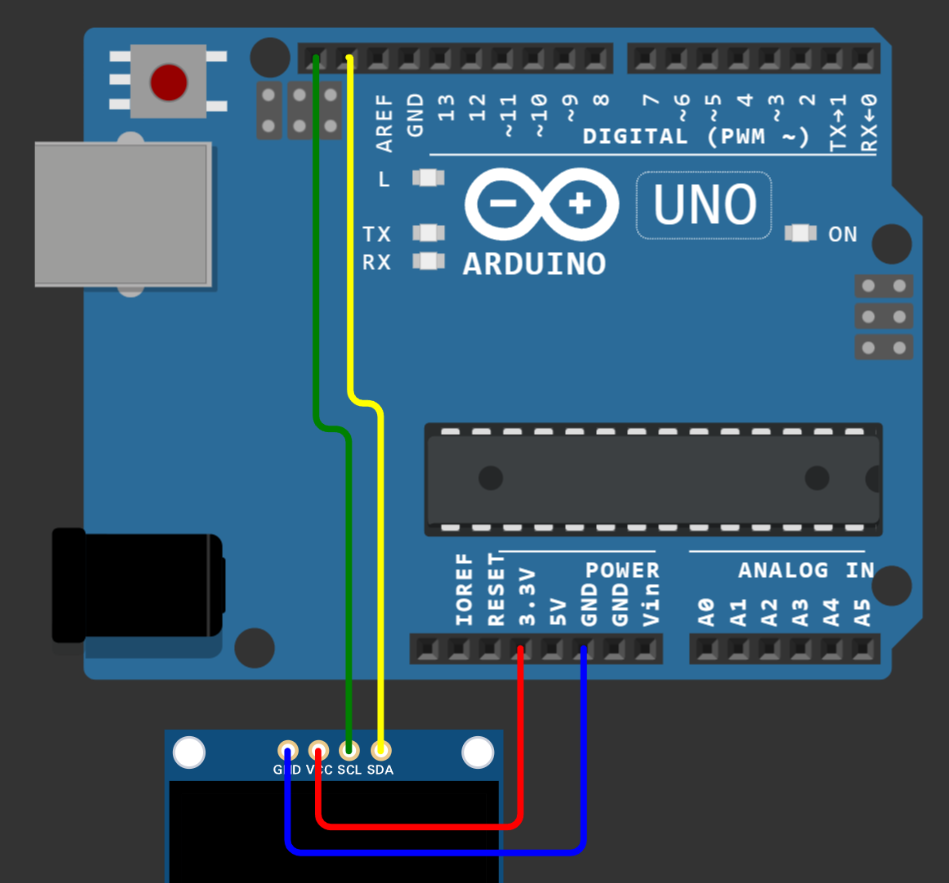 AREF GND 13 12 ~11 ~10 ~9 8 7 ~6 ~5 4 ~3 2 TX→1 RX←0
DIGITAL (PWM ~)
L
UNO
TX
ON
RX
ARDUINO
POWER
ANALOG IN
IOREF RESET 3.3V 5V GND GND Vin A0 A1 A2 A3 A4 A5
GND VCC SCL SDA